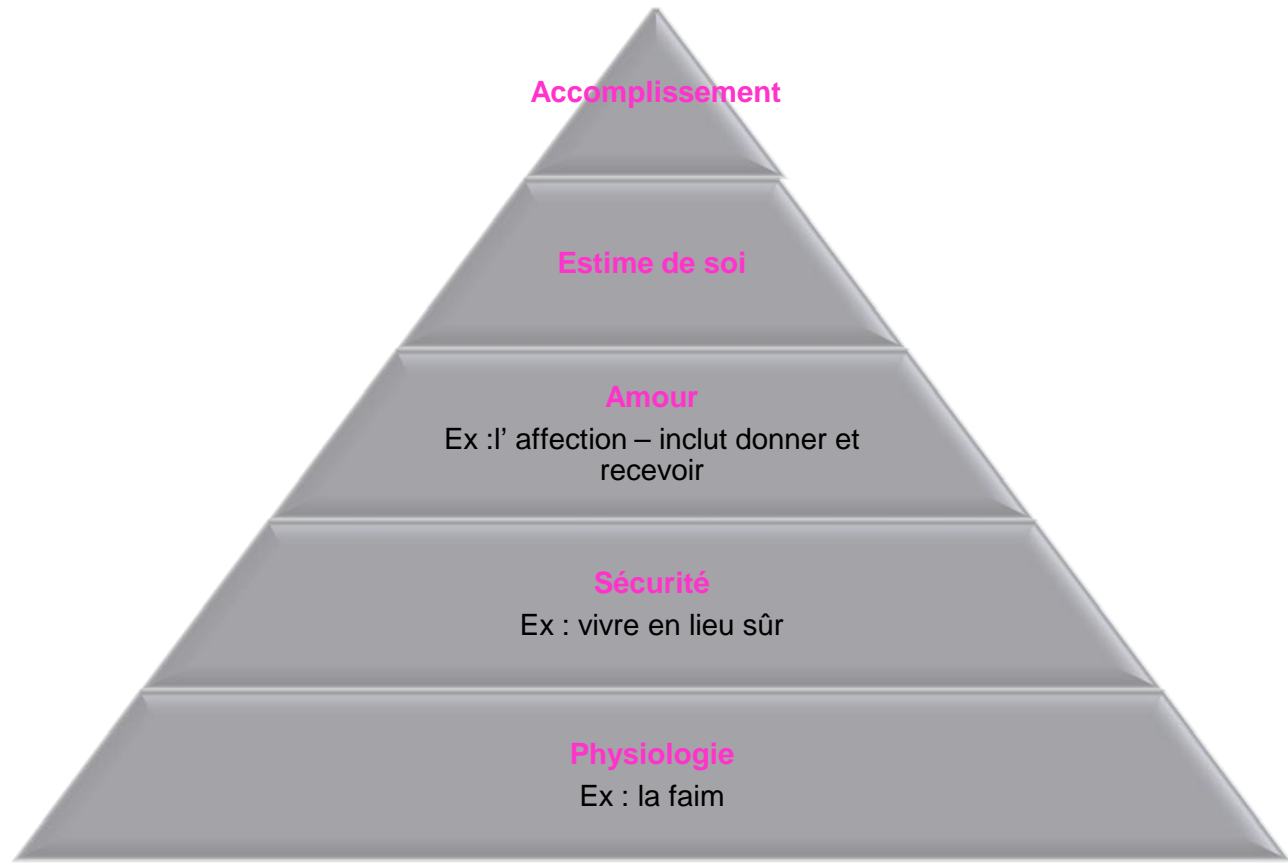 Accomplissement
Estime de soi
Amour
Ex :l’ affection – inclut donner et
recevoir
Sécurité
Ex : vivre en lieu sûr
Physiologie
Ex : la faim